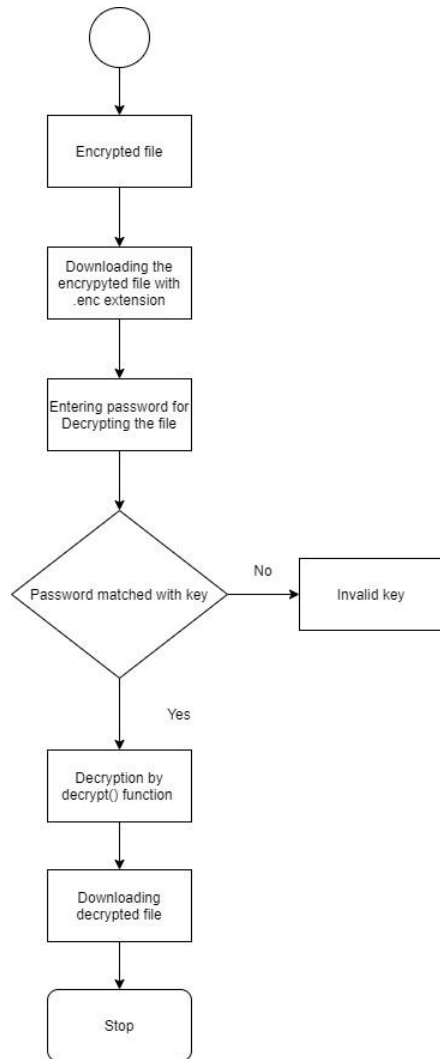 Encrypted file
Downloading the
encrypyted file with
.enc extension
Entering password for
Decrypting the file
Password matched with key
No
Invalid key
Yes
Decryption by
decrypt() function
Downloading
decrypted file
Stop